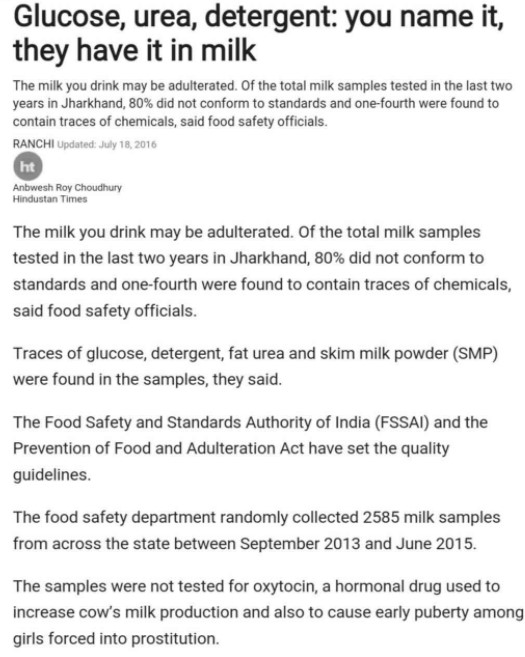 Glucose, urea, detergent: you name it,
they have it in milk
The milk you drink may be adulterated. Of the total milk samples tested in the last two
years in Jharkhand, 80% did not conform to standards and one-fourth were found to
contain traces of chemicals, said food safety officials.
RANCHI Updated: July 18, 2016
ht
Anbwesh Roy Choudhury
Hindustan Times
The milk you drink may be adulterated. Of the total milk samples
tested in the last two years in Jharkhand, 80% did not conform to
standards and one-fourth were found to contain traces of chemicals,
said food safety officials.
Traces of glucose, detergent, fat urea and skim milk powder (SMP)
were found in the samples, they said.
The Food Safety and Standards Authority of India (FSSAI) and the
Prevention of Food and Adulteration Act have set the quality
guidelines.
The food safety department randomly collected 2585 milk samples
from across the state between September 2013 and June 2015.
The samples were not tested for oxytocin, a hormonal drug used to
increase cow's milk production and also to cause early puberty among
girls forced into prostitution.